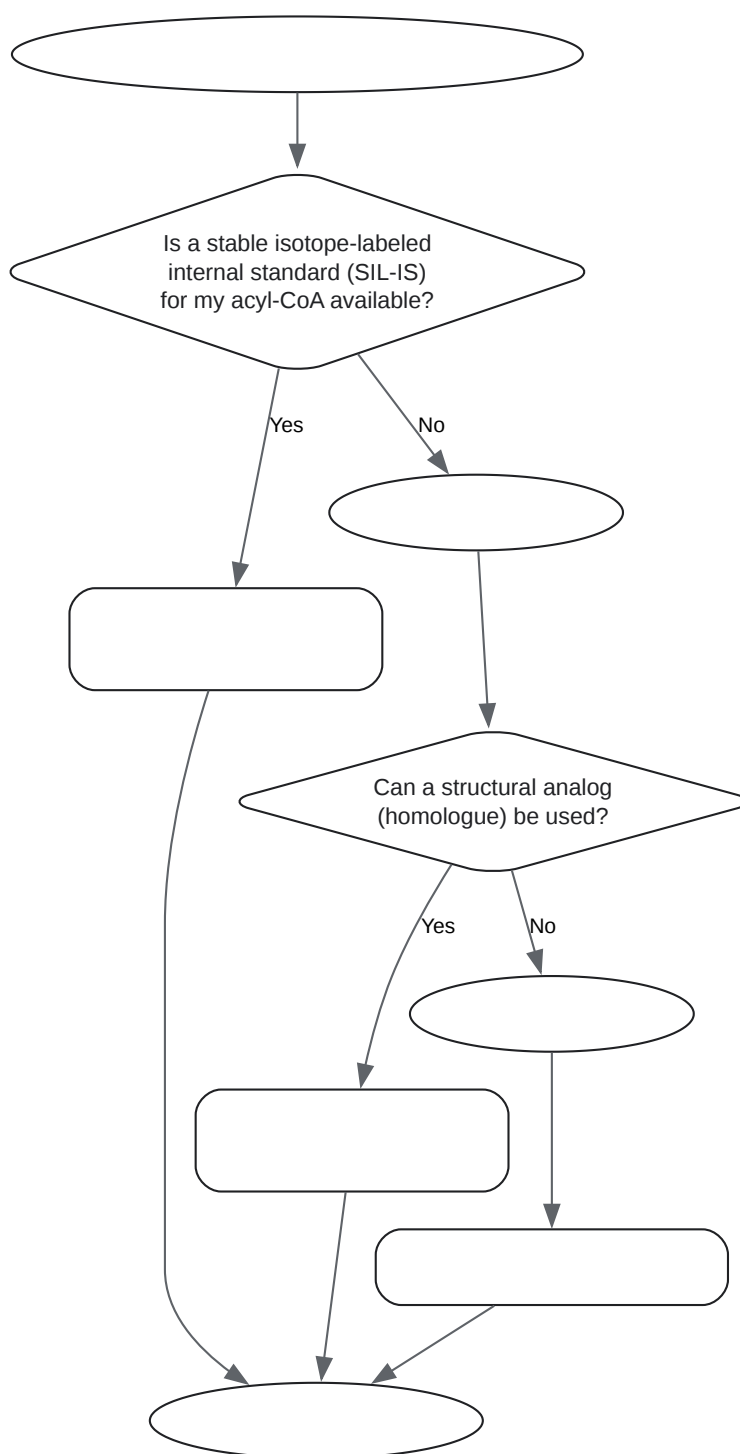 Is a stable isotope-labeled
internal standard (SIL-IS)
for my acyl-CoA available?
Yes
No
Can a structural analog
(homologue) be used?
Yes
No